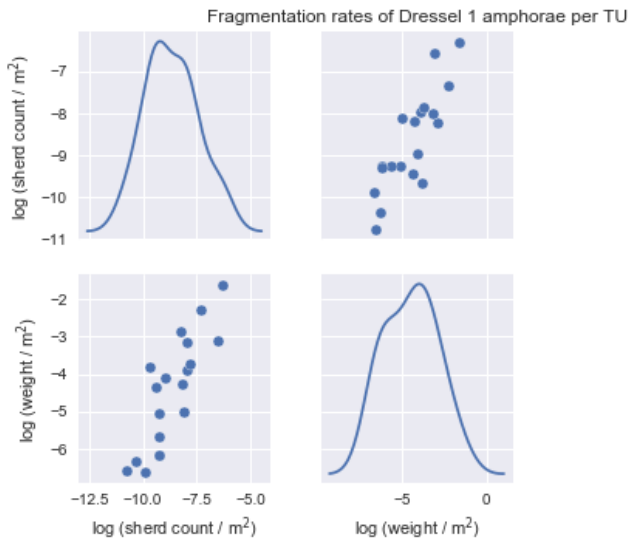 Fragmentation rates of Dressel 1 amphorae per TU
log (sherd count / m²)
−7
−8
−9
−10
−11
log (weight / m²)
−2
−3
−4
−5
−6
−12.5 −10.0 −7.5 −5.0
−5 0
log (sherd count / m²)
log (weight / m²)